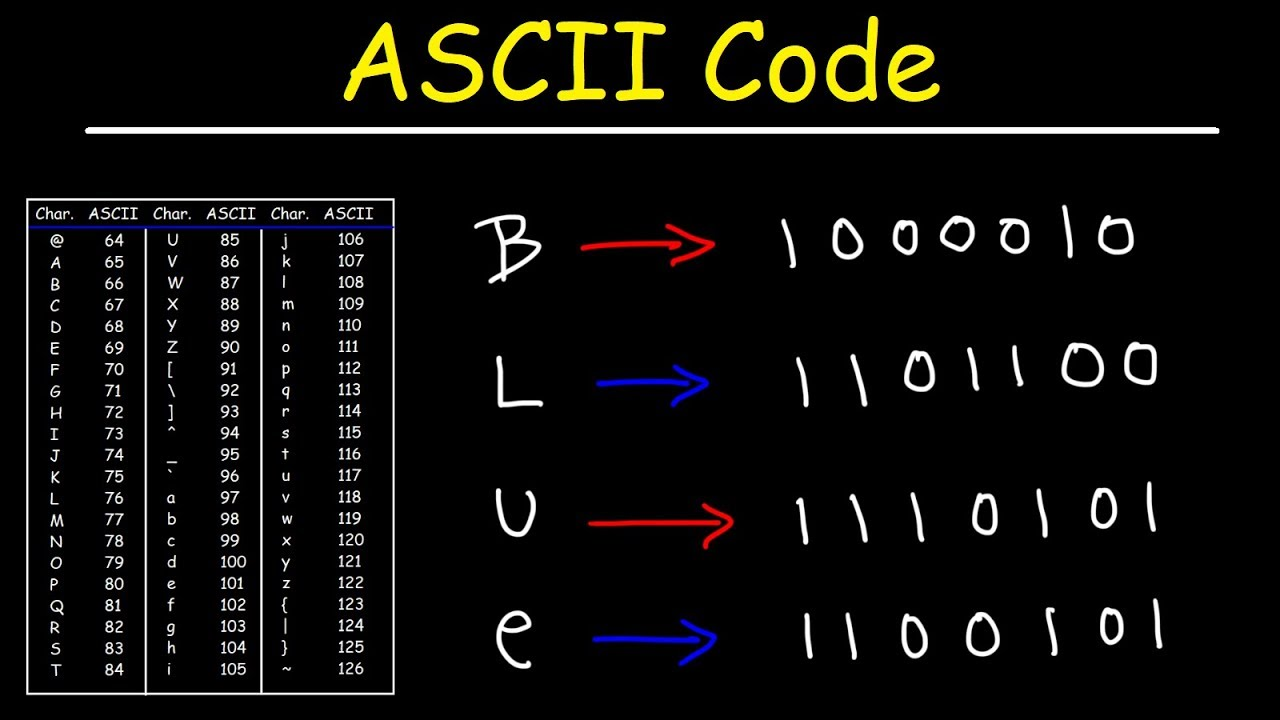 ASCII Code
Char. ASCII Char. ASCII Char. ASCII
@ 64 U 85 j 106
A 65 V 86 k 107
B 66 W 87 l 108
C 67 X 88 m 109
D 68 Y 89 n 110
E 69 Z 90 o 111
F 70 [ 91 p 112
G 71 \ 92 q 113
H 72 ] 93 r 114
I 73 ^ 94 s 115
J 74 _ 95 t 116
K 75 ` 96 u 117
L 76 a 97 v 118
M 77 b 98 w 119
N 78 c 99 x 120
O 79 d 100 y 121
P 80 e 101 z 122
Q 81 f 102 { 123
R 82 g 103 | 124
S 83 h 104 } 125
T 84 i 105 ~ 126
B → 1000010
L → 1101100
U → 1110101
e → 1100101